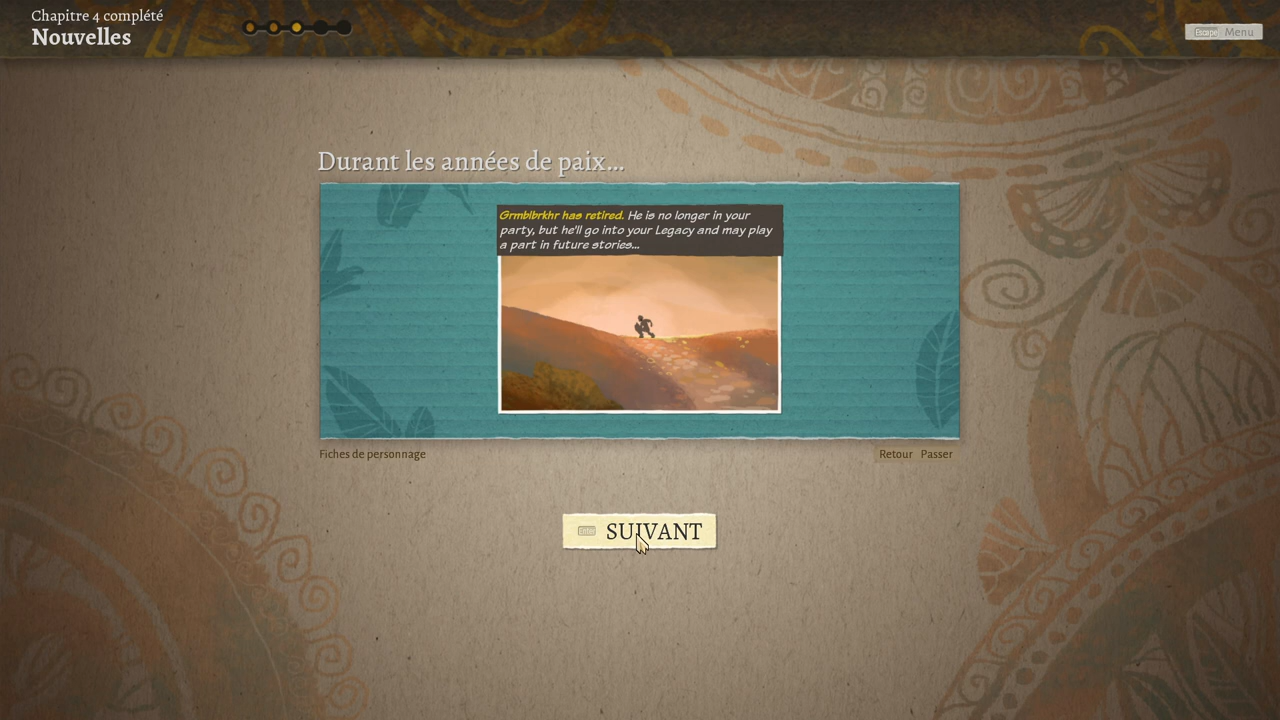 Chapitre 4 complété
Nouvelles
Escape Menu
Durant les années de paix...
Grmblbrkhr has retired. He is no longer in your
party, but he'll go into your Legacy and may play
a part in future stories...
Fiches de personnage
Retour Passer
SUIVANT